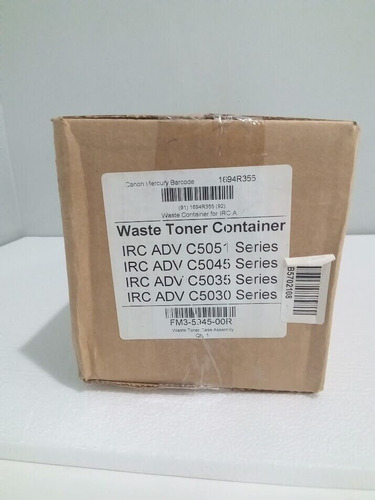 Canon Mercury Barcode 1694R355
(91) 1694R355 (92)
Waste Container for IRC A
Waste Toner Container
IRC ADV C5051 Series
IRC ADV C5045 Series
IRC ADV C5035 Series
IRC ADV C5030 Series
FM3-5945-00R
Waste Toner Case Assembly
Qty 1
B5702108